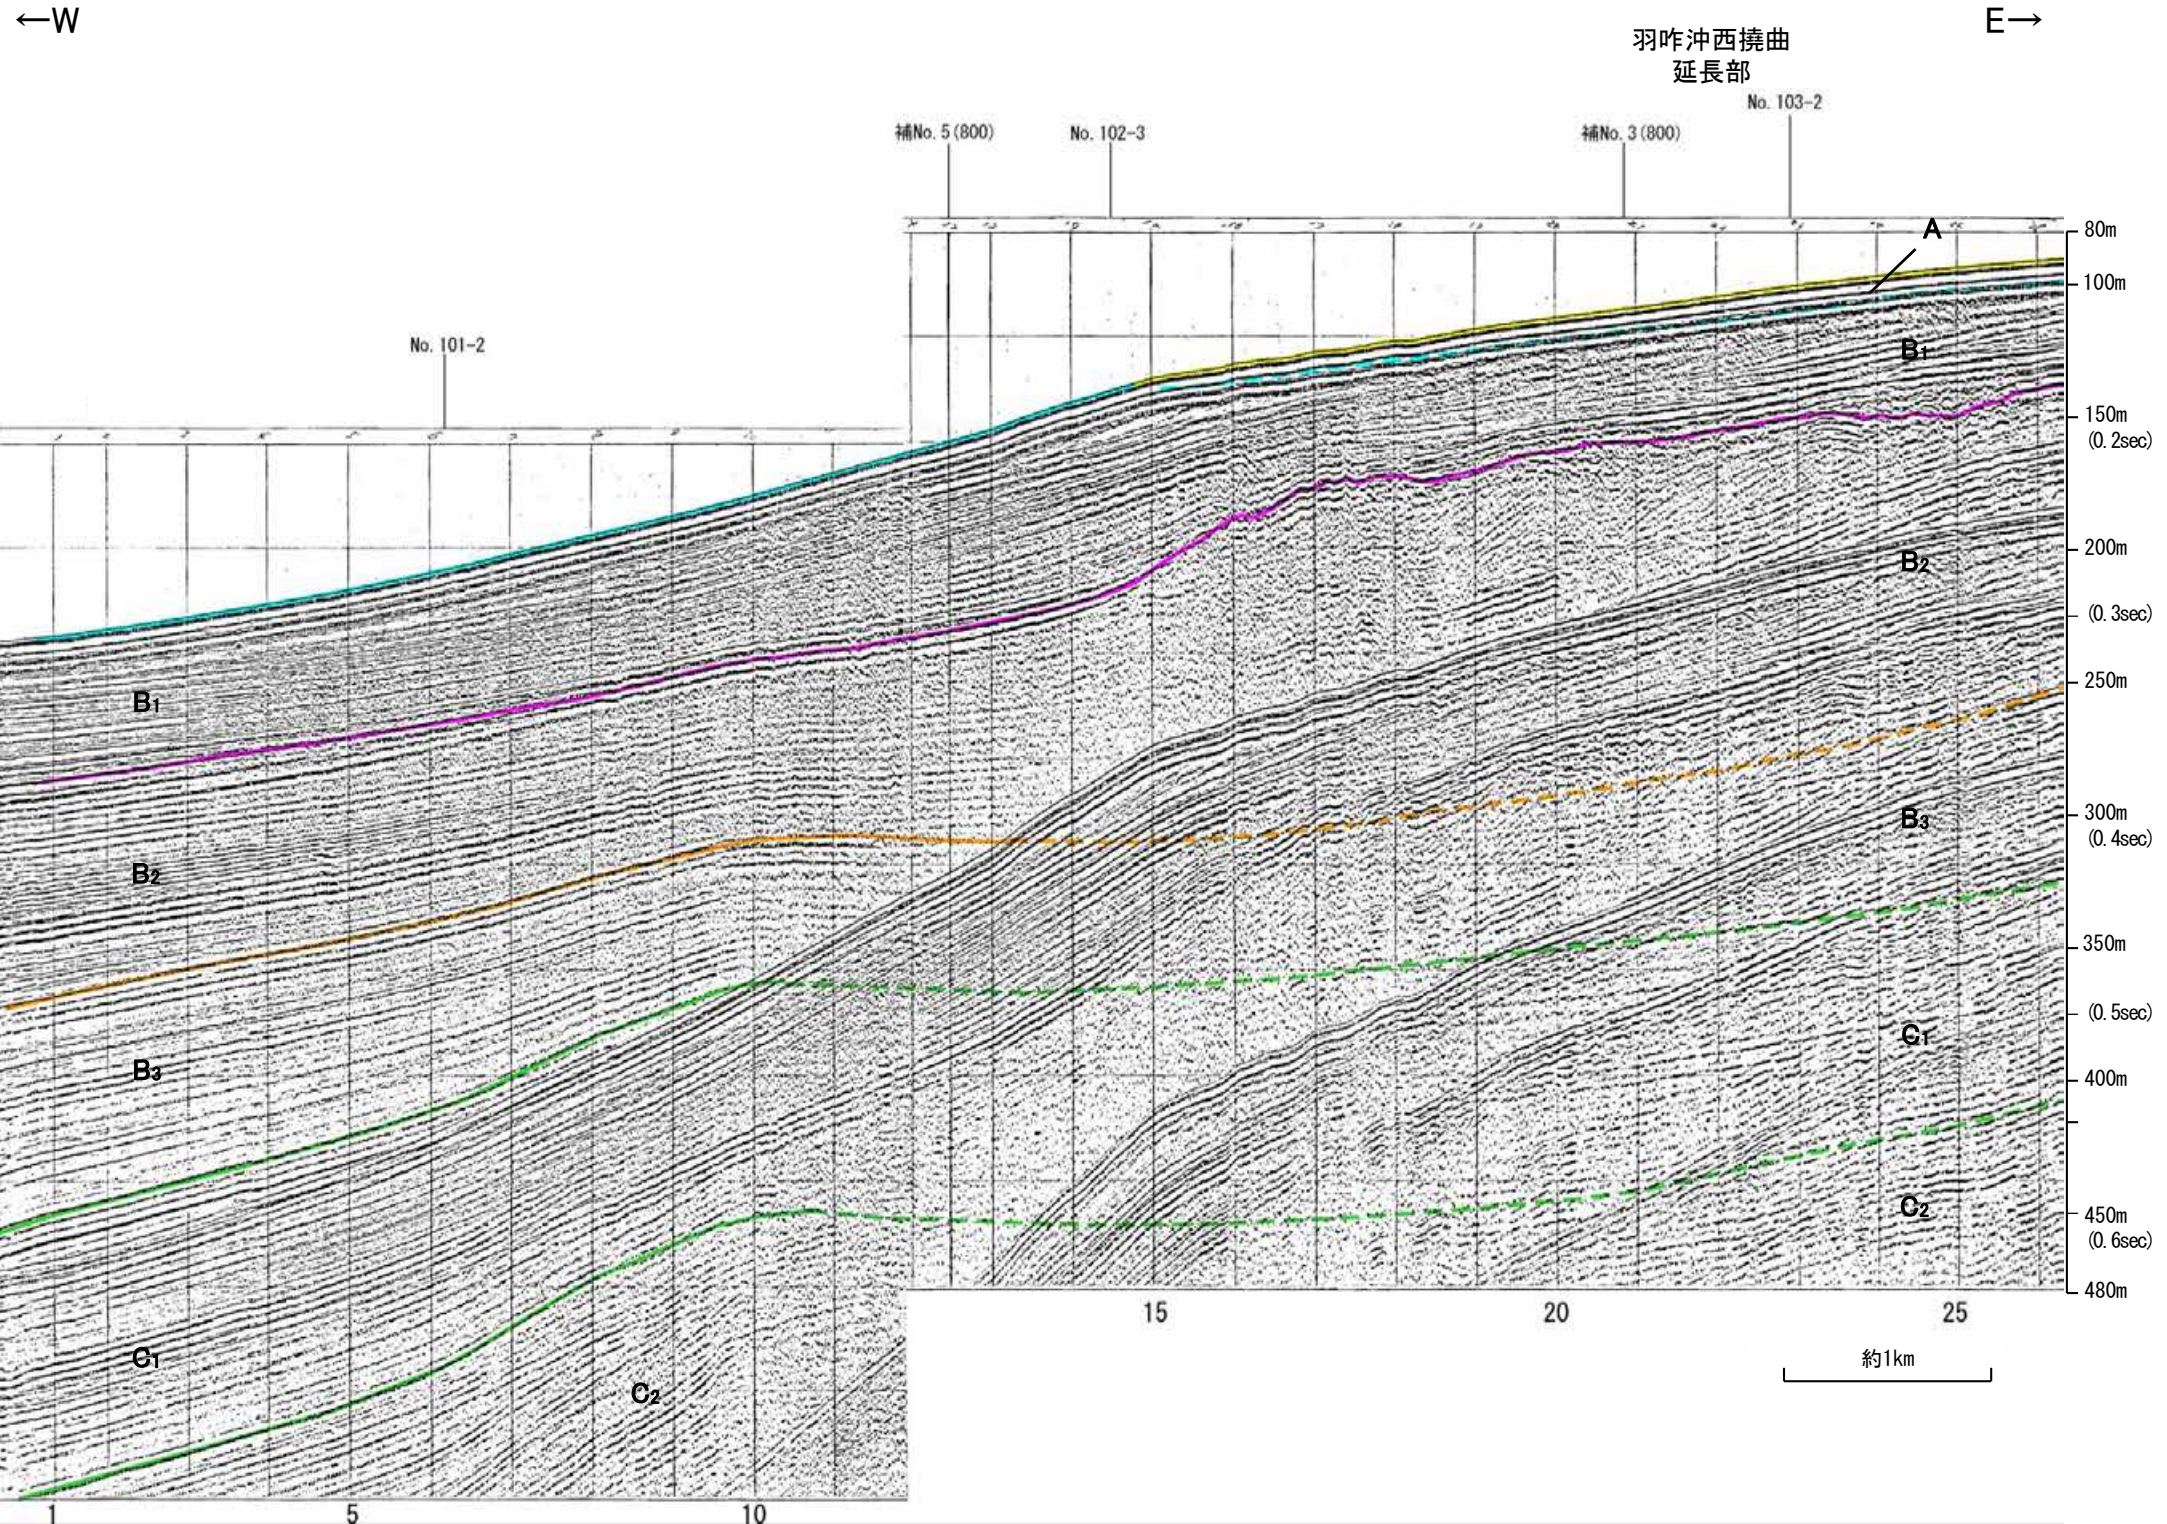 ←W
E→
羽咋沖西撓曲
延長部
No. 103-2
補No. 5(800)
No. 102-3
補No. 3(800)
No. 101-2
A
80m
100m
B1
150m
(0. 2sec)
200m
B2
(0. 3sec)
250m
B1
300m
B3
(0. 4sec)
B2
350m
(0. 5sec)
C1
B3
400m
C2
450m
(0. 6sec)
480m
15
20
25
約1km
C1
C2
1
5
10